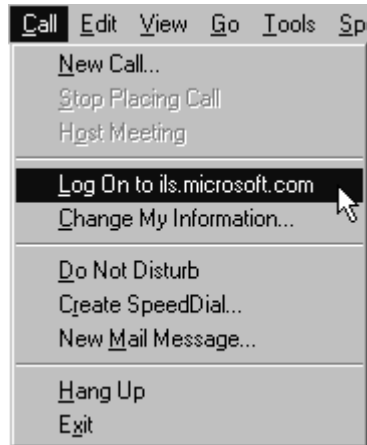 Call Edit View Go Tools Sp
New Call...
Stop Placing Call
Host Meeting
Log On to ils.microsoft.com
Change My Information...
Do Not Disturb
Create SpeedDial...
New Mail Message...
Hang Up
Exit